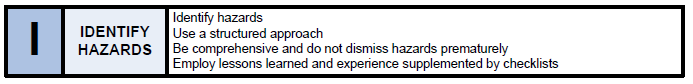 I
IDENTIFY
HAZARDS
Identify hazards
Use a structured approach
Be comprehensive and do not dismiss hazards prematurely
Employ lessons learned and experience supplemented by checklists